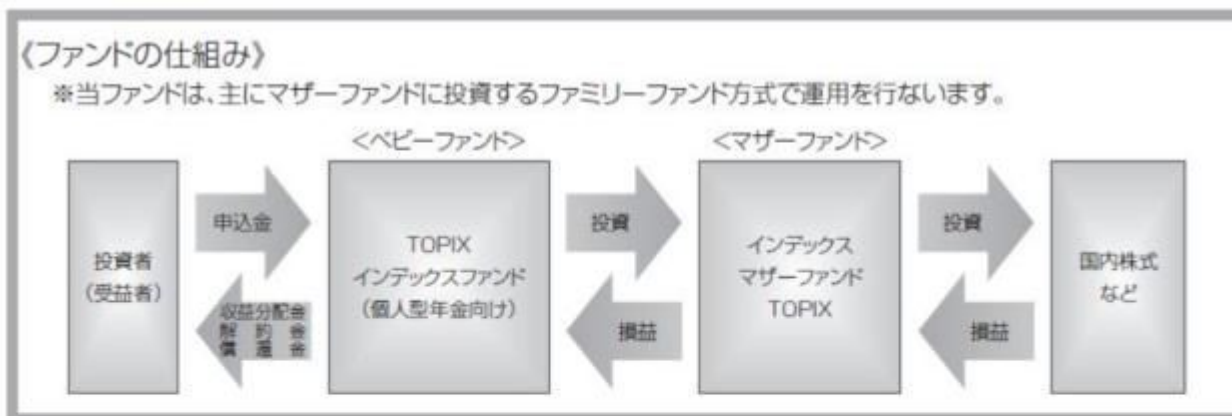 《ファンドの仕組み》
※当ファンドは、主にマザーファンドに投資するファミリーファンド方式で運用を行ないます。
<ベビーファンド>
<マザーファンド>
投資者
（受益者）
申込金
収益分配金
解約金
償還金
TOPIX
インデックスファンド
（個人型年金向け）
投資
損益
インデックス
マザーファンド
TOPIX
投資
損益
国内株式
など